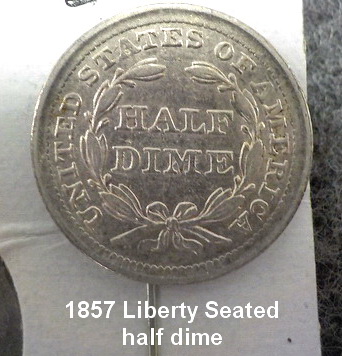 UNITED STATES OF AMERICA
HALF
DIME
1857 Liberty Seated
half dime